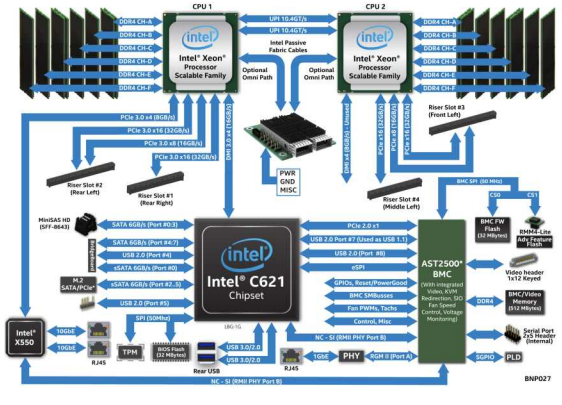 CPU 1
CPU 2
DDR4 CH-A
DDR4 CH-B
DDR4 CH-C
DDR4 CH-D
DDR4 CH-E
DDR4 CH-F
intel
Intel® Xeon®
Processor
Scalable Family
UPI 10.4GT/s
UPI 10.4GT/s
Intel Passive
Fabric Cables
Optional
Omni Path
Optional
Omni Path
intel
Intel® Xeon®
Processor
Scalable Family
DDR4 CH-A
DDR4 CH-B
DDR4 CH-C
DDR4 CH-D
DDR4 CH-E
DDR4 CH-F
PCIe 3.0 x4 (8GB/s)
PCIe 3.0 x16 (32GB/s)
PCIe 3.0 x8 (16GB/s)
PCIe 3.0 x16 (32GB/s)
DMI 3.0 x4 (16GB/s)
PWR
GND
MISC
DMI x4 (8GB/s) - Unused
PCIe x16 (32GB/s)
PCIe x8 (16GB/s)
PCIe x16 (32GB/s)
Riser Slot #3
(Front Left)
Riser Slot #2
(Rear Left)
Riser Slot #1
(Rear Right)
Riser Slot #4
(Middle Left)
BMC SPI (50 MHz)
CS0
CS1
BMC FW
Flash
(32 MBytes)
RMM4-Lite
Adv Feature
Flash
MiniSAS HD
(SFF-8643)
SATA 6GB/s (Port #0:3)
Bridgeboard
SATA 6GB/s (Port #4:7)
USB 2.0 (Port #4)
sSATA 6GB/s (Port #0)
M.2
SATA/PCIe*
sSATA 6GB/s (Port #2..5)
USB 2.0 (Port #5)
SPI (50Mhz)
intel
Intel® C621
Chipset
LBG-1G
PCIe 2.0 x1
USB 2.0 Port #7 (Used as USB 1.1)
USB 2.0 (Port #8)
eSPI
GPIOs, Reset/PowerGood
BMC SMBusses
Fan PWMs, Tachs
Control, Misc
AST2500*
BMC
(With integrated
Video, KVM
Redirection, SIO
Fan Speed
Control, Voltage
Monitoring)
Video header
1x12 Keyed
DDR4
BMC/Video
Memory
(512 MBytes)
Serial Port
2x5 Header
(Internal)
SGPIO
PLD
Intel®
X550
10GbE
10GbE
RJ45
TPM
BIOS Flash
(32 MBytes)
USB 3.0/2.0
USB 3.0/2.0
Rear USB
NC - SI (RMII PHY Port B)
1GbE
RJ45
PHY
RGM II (Port A)
NC - SI (RMII PHY Port B)
BNP027